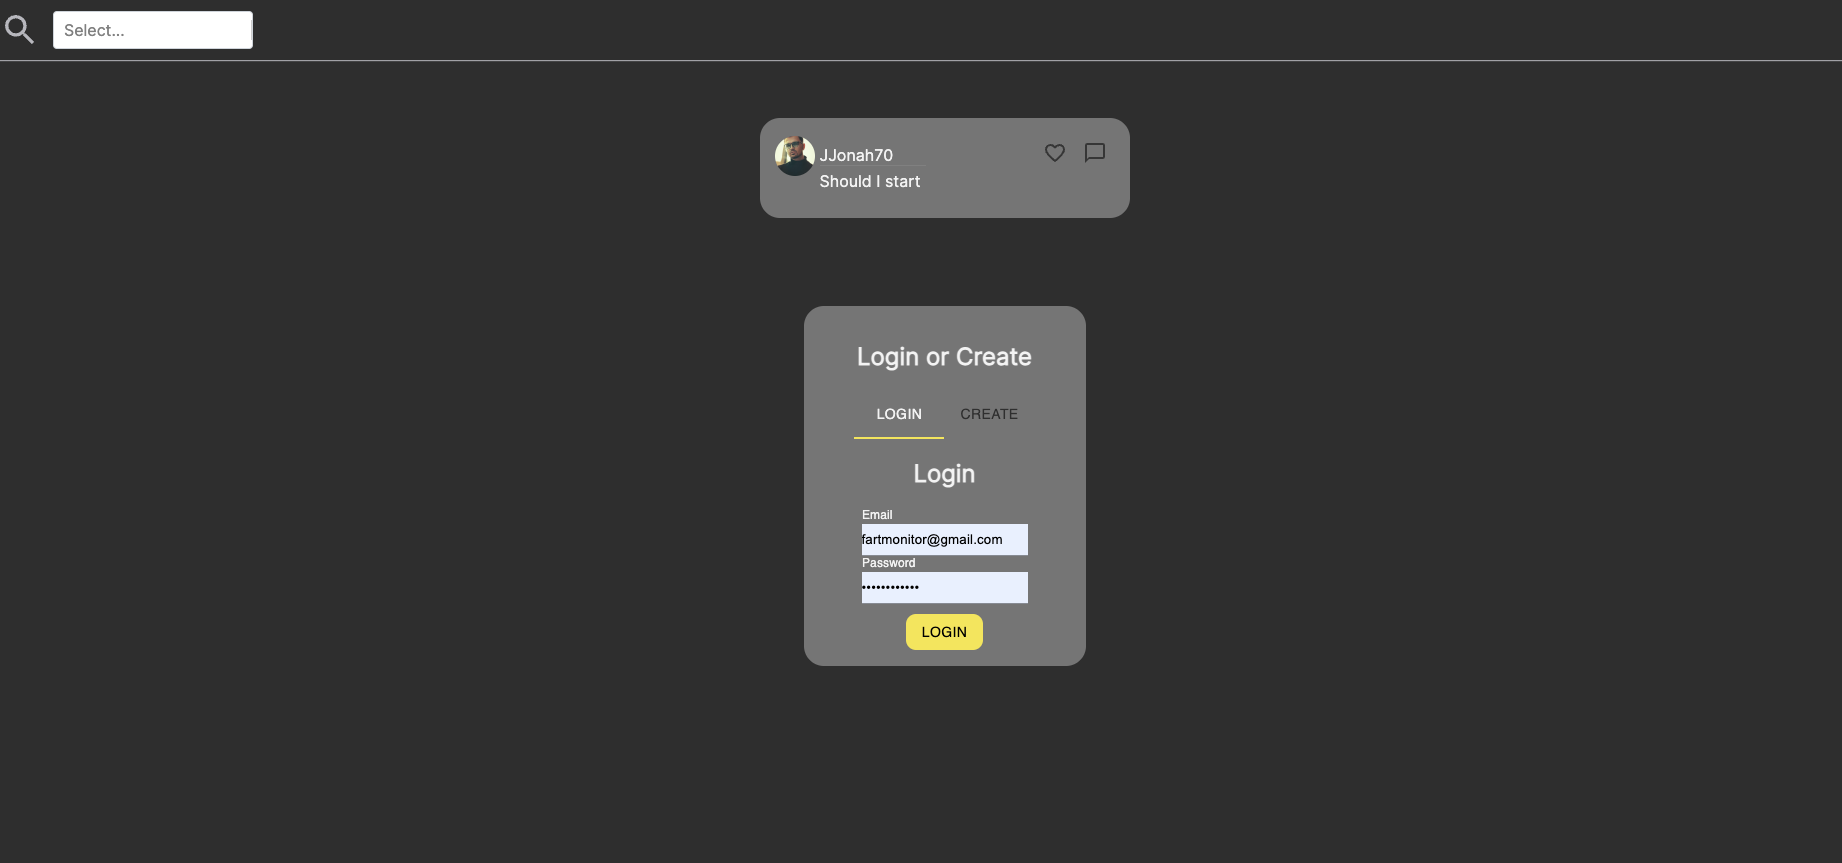 Select...
JJonah70
Should I start
Login or Create
LOGIN CREATE
Login
Email
fartmonitor@gmail.com
Password
••••••••••••
LOGIN